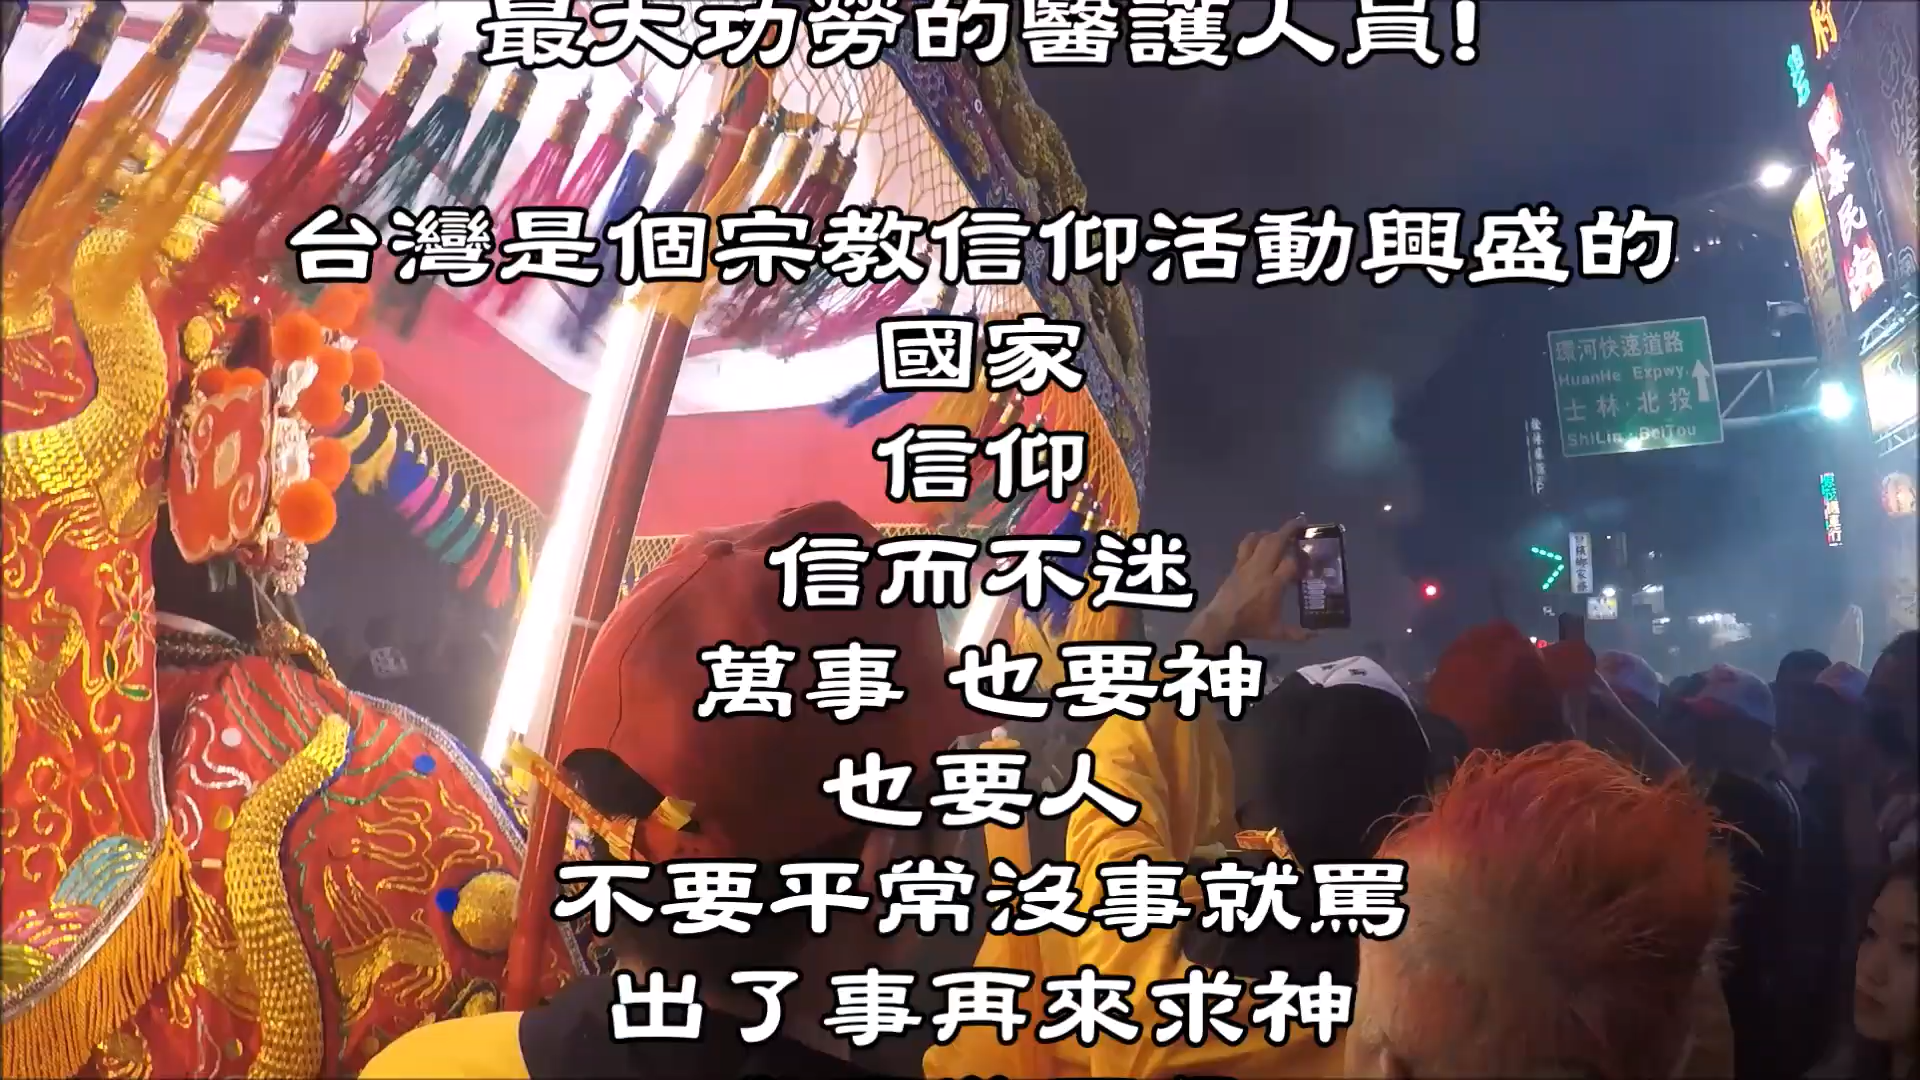 最大功勞的醫護人員!
台灣是個宗教信仰活動興盛的
國家
信仰
信而不迷
萬事 也要神
也要人
不要平常沒事就罵
出了事再來求神
環河快速道路
HuanHe Expwy.
士林·北投
ShiLin·BeiTou